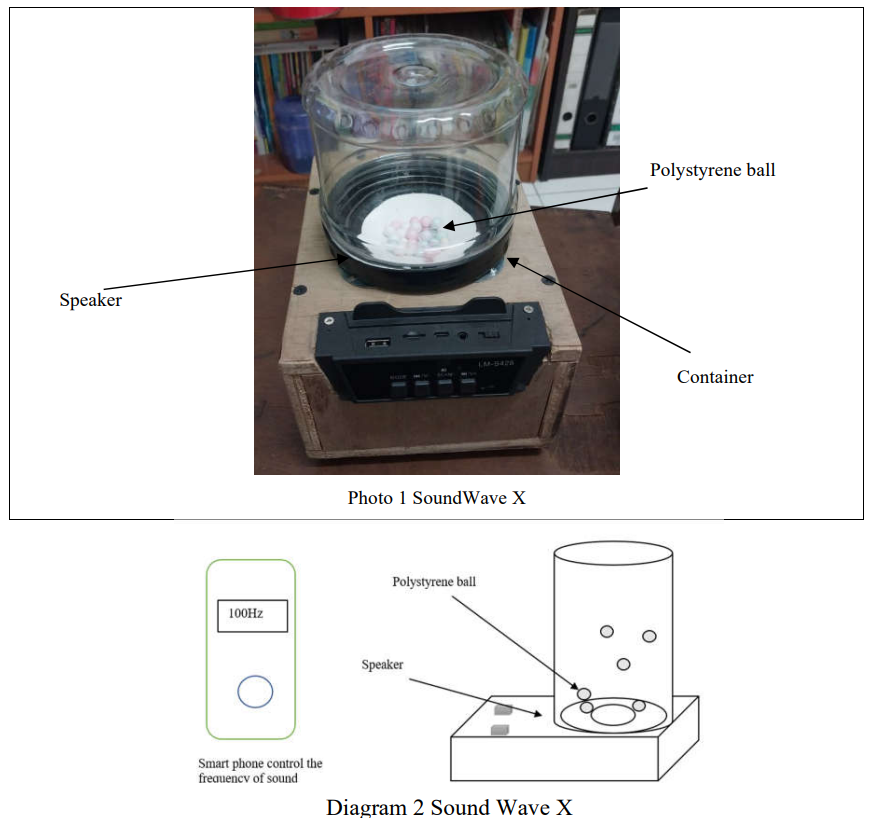 Polystyrene ball
Speaker
Container
LM-S426
Photo 1 SoundWave X
100Hz
Polystyrene ball
Speaker
Smart phone control the
frequency of sound
Diagram 2 Sound Wave X